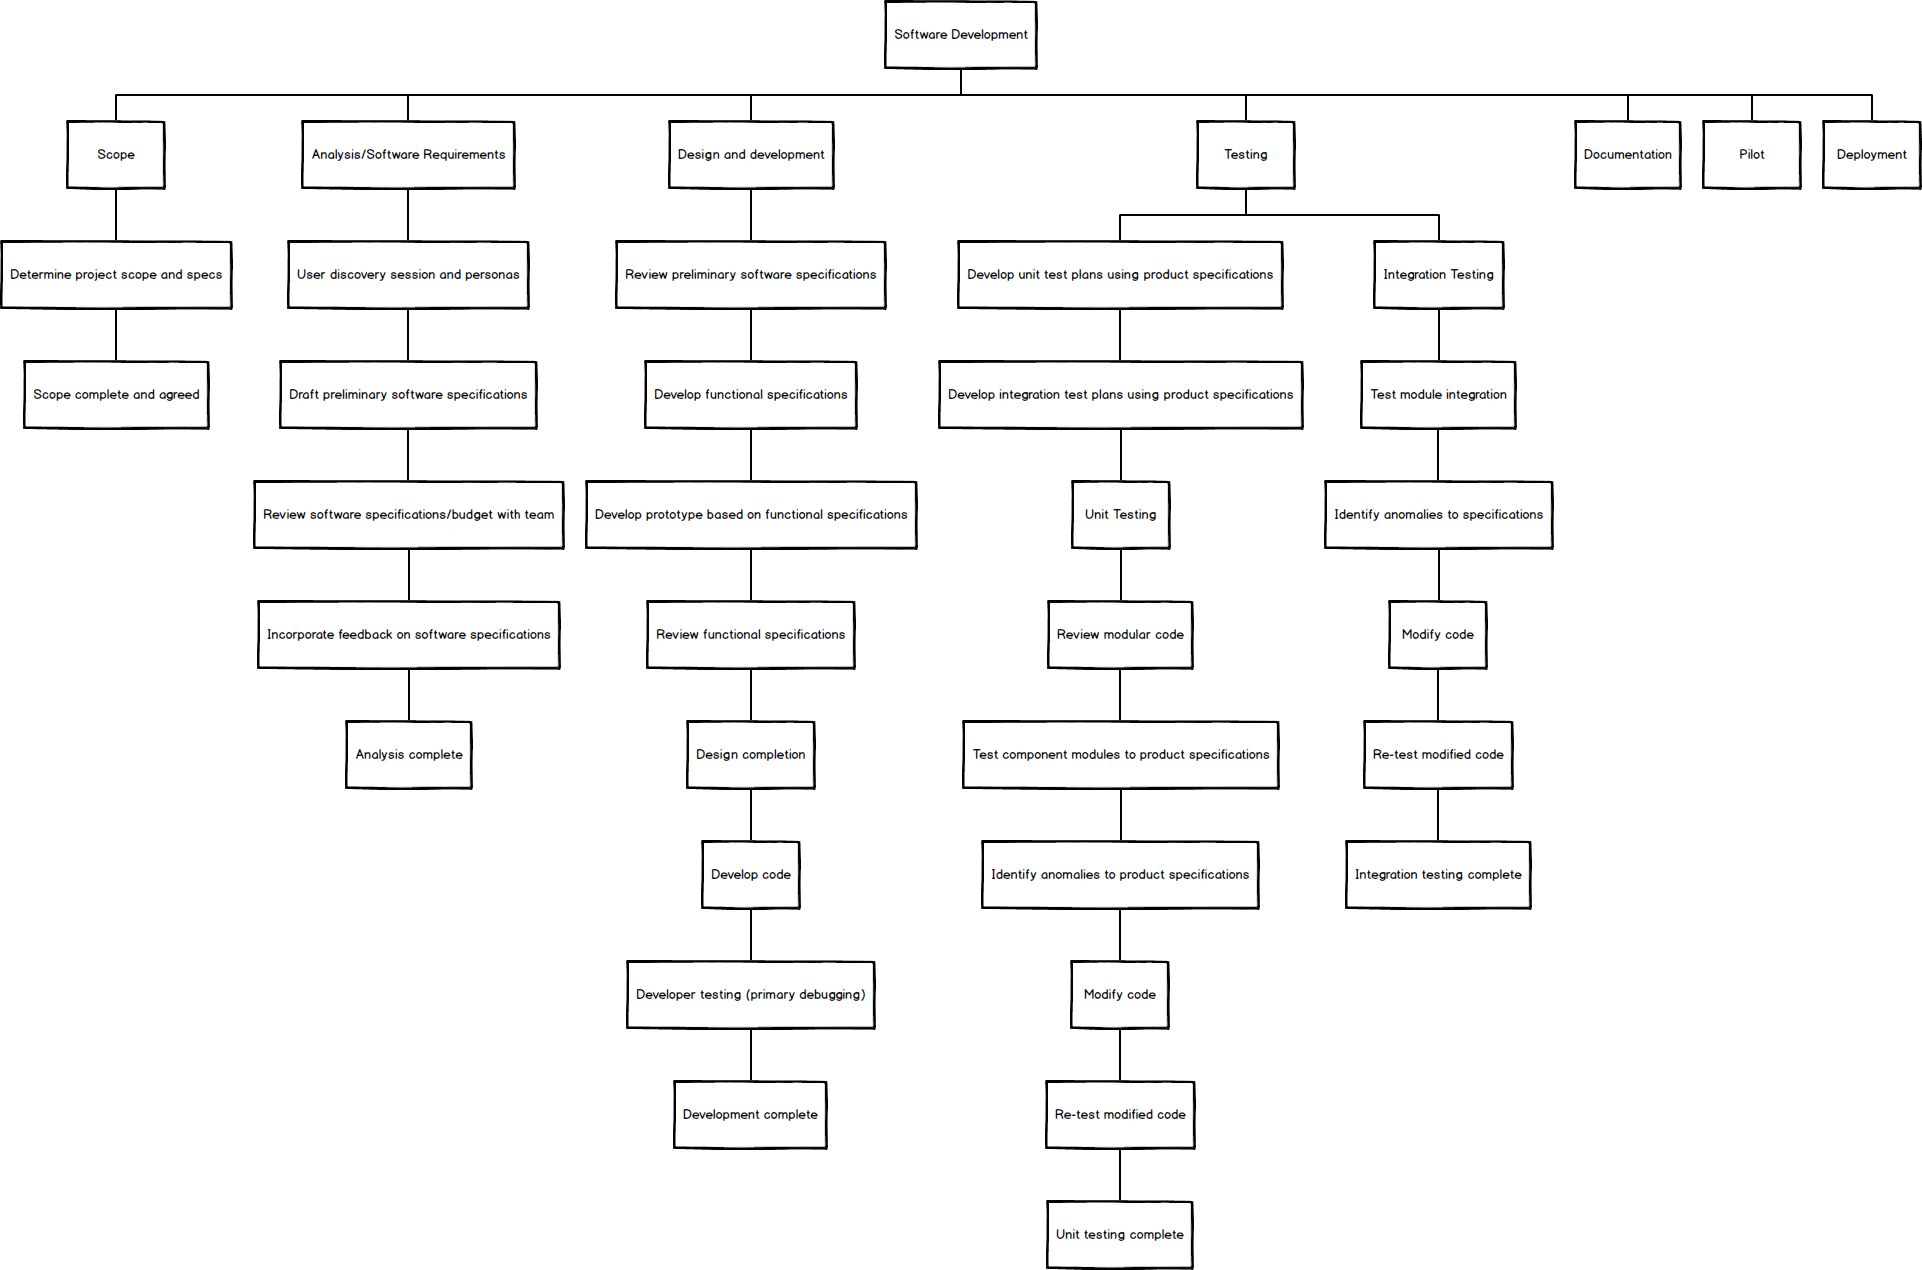 Software Development
Scope
Analysis/Software Requirements
Design and development
Testing
Documentation
Pilot
Deployment
Determine project scope and specs
User discovery session and personas
Review preliminary software specifications
Develop unit test plans using product specifications
Integration Testing
Scope complete and agreed
Draft preliminary software specifications
Develop functional specifications
Develop integration test plans using product specifications
Test module integration
Review software specifications/budget with team
Develop prototype based on functional specifications
Unit Testing
Identify anomalies to specifications
Incorporate feedback on software specifications
Review functional specifications
Review modular code
Modify code
Analysis complete
Design completion
Test component modules to product specifications
Re-test modified code
Develop code
Identify anomalies to product specifications
Integration testing complete
Developer testing (primary debugging)
Modify code
Development complete
Re-test modified code
Unit testing complete